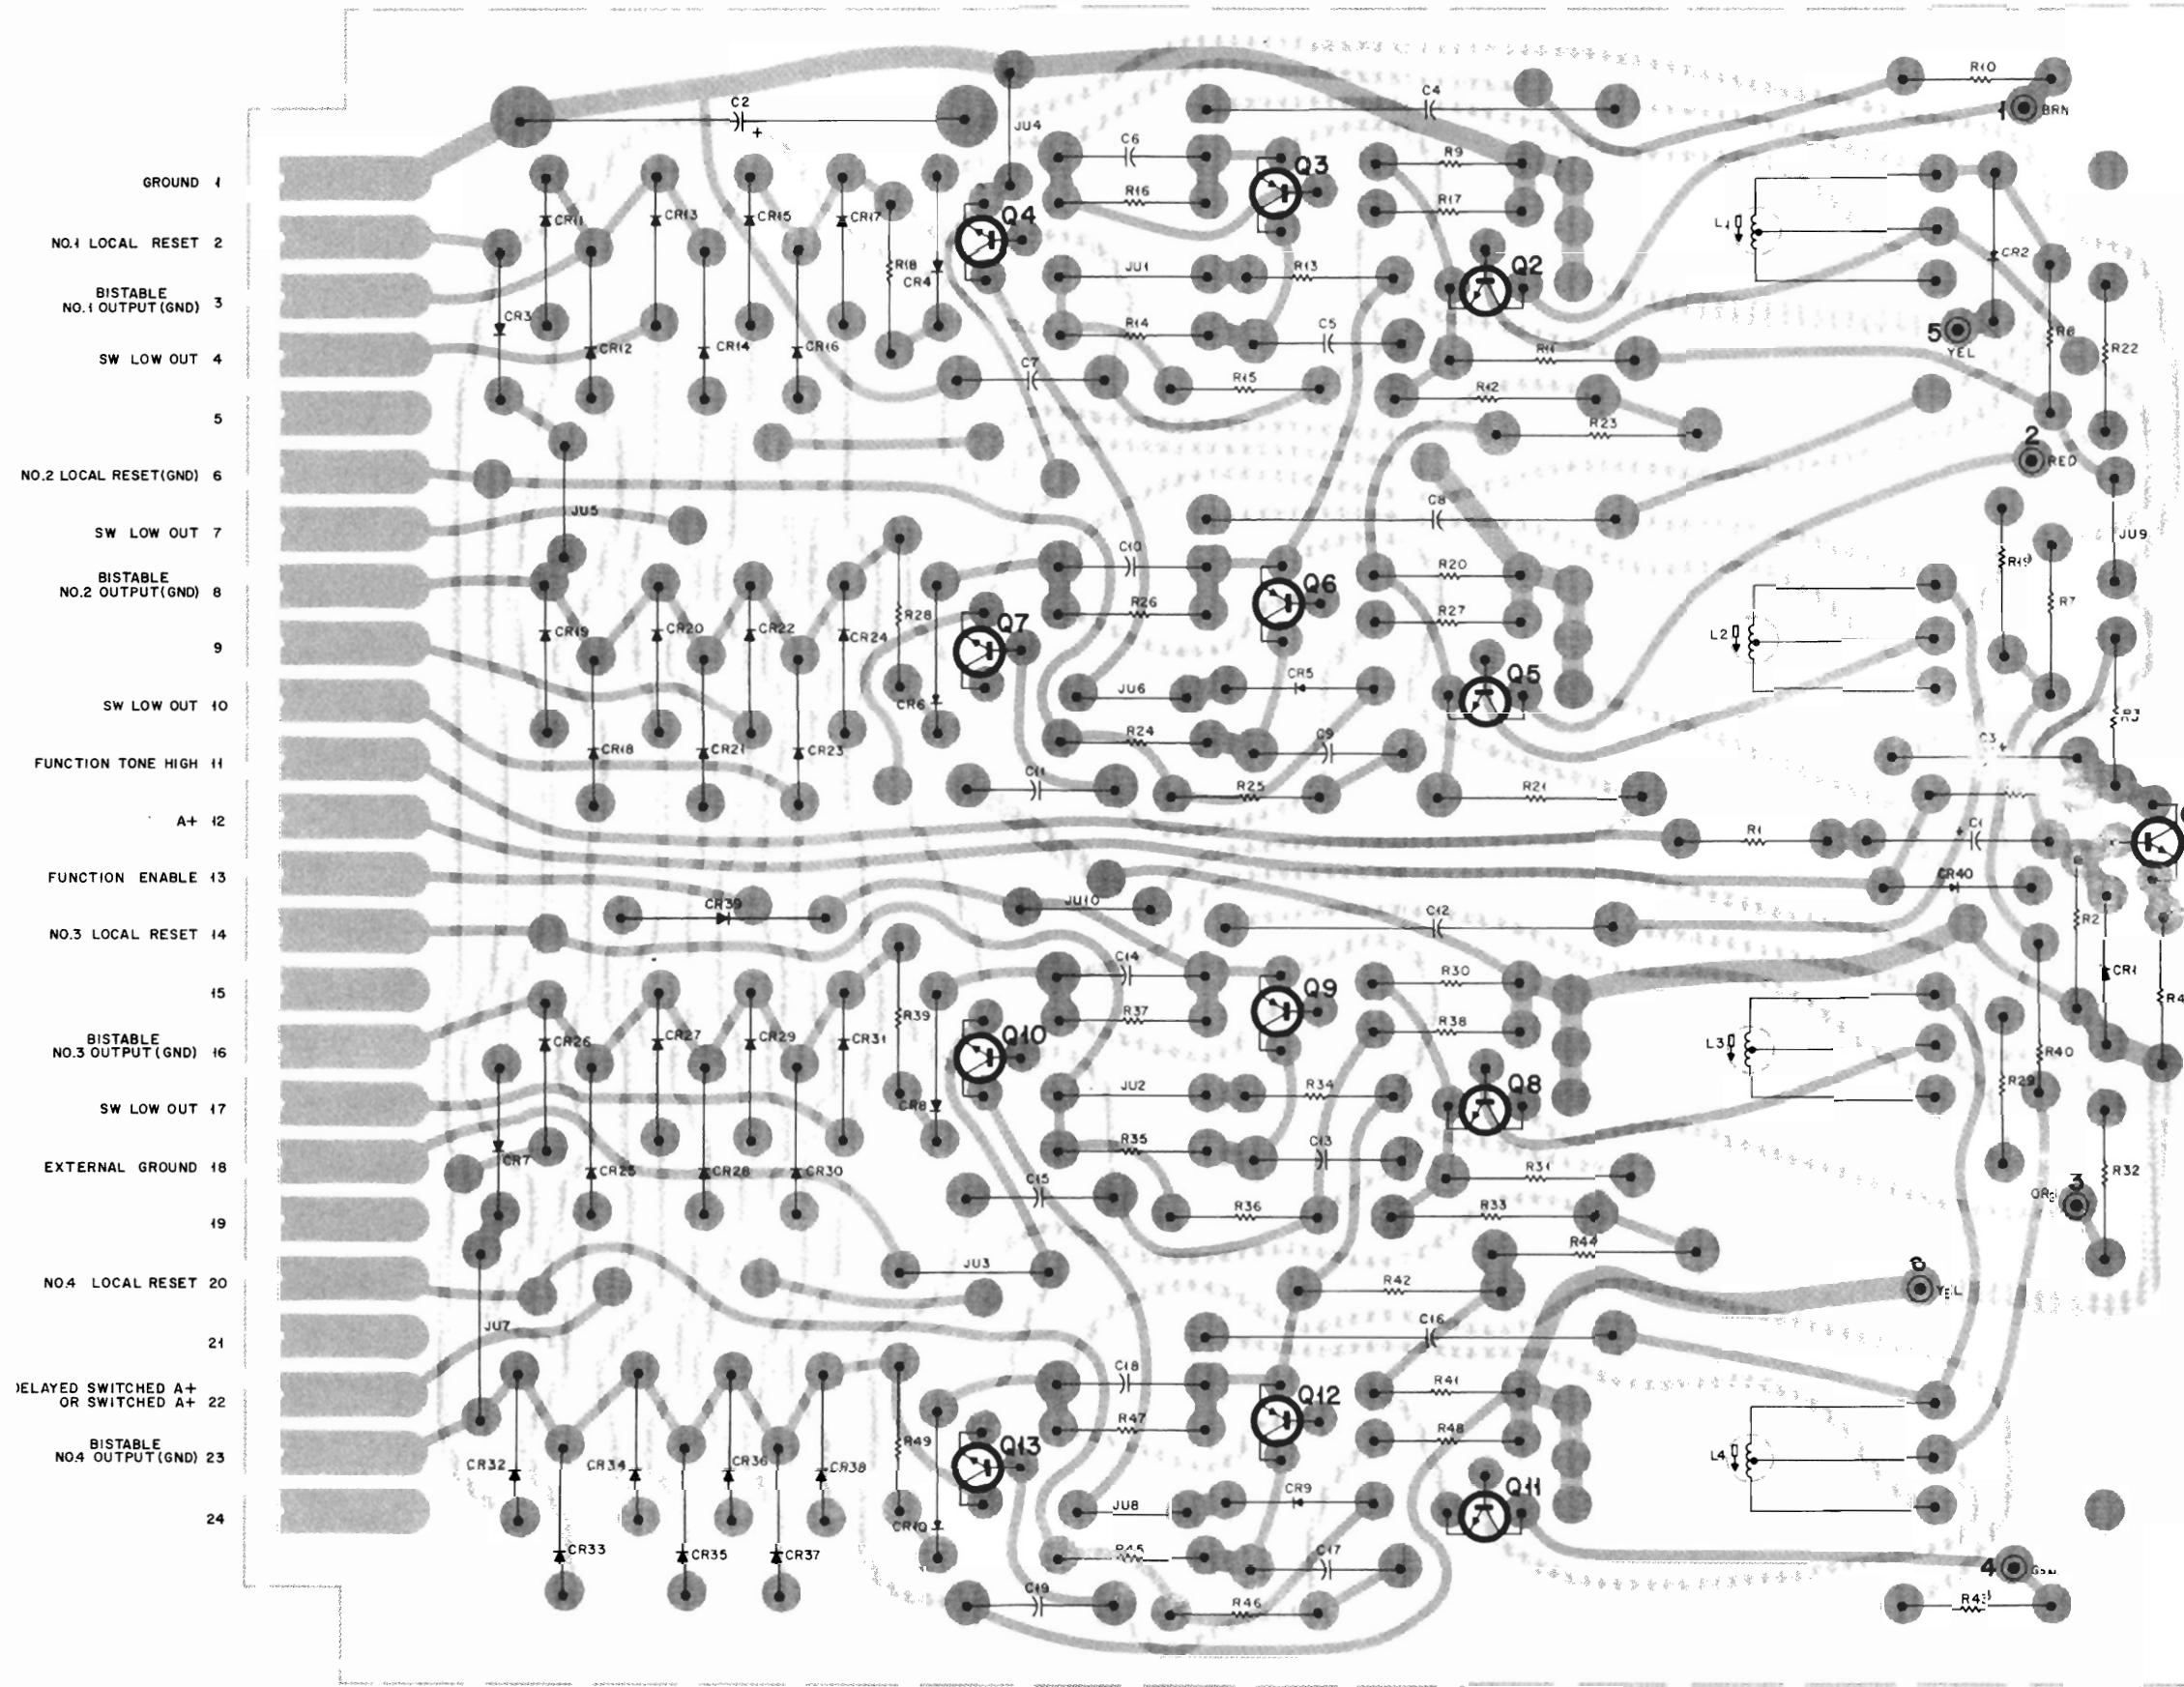 GROUND 1
NO.1 LOCAL RESET 2
BISTABLE
NO.1 OUTPUT (GND) 3
SW LOW OUT 4
5
NO.2 LOCAL RESET (GND) 6
SW LOW OUT 7
BISTABLE
NO.2 OUTPUT (GND) 8
9
SW LOW OUT 10
FUNCTION TONE HIGH 11
A+ 12
FUNCTION ENABLE 13
NO.3 LOCAL RESET 14
15
BISTABLE
NO.3 OUTPUT (GND) 16
SW LOW OUT 17
EXTERNAL GROUND 18
19
NO.4 LOCAL RESET 20
21
DELAYED SWITCHED A+
OR SWITCHED A+ 22
BISTABLE
NO.4 OUTPUT (GND) 23
24
C2
+
JU4
C4
R10
1 BRN
C6
Q3
R9
CR11
CR13
CR15
CR17
R16
R17
Q4
L1
R18
CR4
JU1
R13
Q2
CR2
CR3
R14
C5
5
YEL
R6
R22
CR12
CR14
CR16
C7
R15
R11
R12
R23
2
RED
JU5
C8
JU9
C10
Q6
R20
R19
R7
R28
R26
R27
CR19
CR20
CR22
CR24
Q7
L2
CR6
JU6
CR5
Q5
R24
C9
CR18
CR21
CR23
C3
+
C11
R25
R21
R1
+
C1
CR39
JU10
C12
CR40
R2
C14
Q9
R30
CR1
R39
R37
R38
R4
CR26
CR27
CR29
CR31
Q10
L3
R40
CR8
JU2
R34
Q8
R29
R35
C13
CR7
CR25
CR28
CR30
R31
R32
C15
R36
R33
3
R44
JU3
R42
6
YEL
JU7
C16
C18
Q12
R41
R47
R48
R49
Q13
L4
CR32
CR34
CR36
CR38
JU8
CR9
Q11
CR10
R45
C17
CR33
CR35
CR37
4
C19
R46
R43